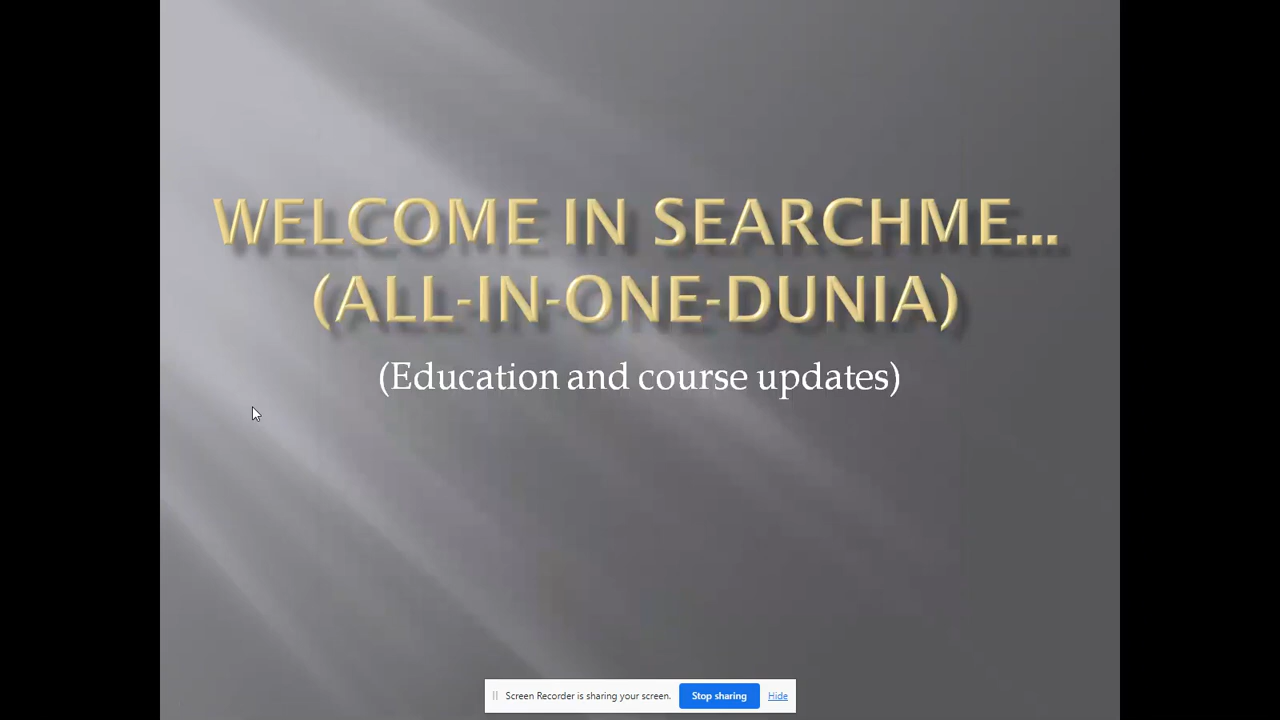 WELCOME IN SEARCHME...
(ALL-IN-ONE-DUNIA)
(Education and course updates)
Screen Recorder is sharing your screen. Stop sharing Hide